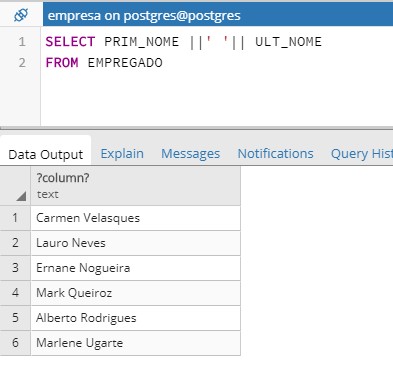 empresa on postgres@postgres
1 SELECT PRIM_NOME ||' '|| ULT_NOME
2 FROM EMPREGADO
Data Output Explain Messages Notifications Query Hist
?column?
text
1 Carmen Velasques
2 Lauro Neves
3 Ernane Nogueira
4 Mark Queiroz
5 Alberto Rodrigues
6 Marlene Ugarte